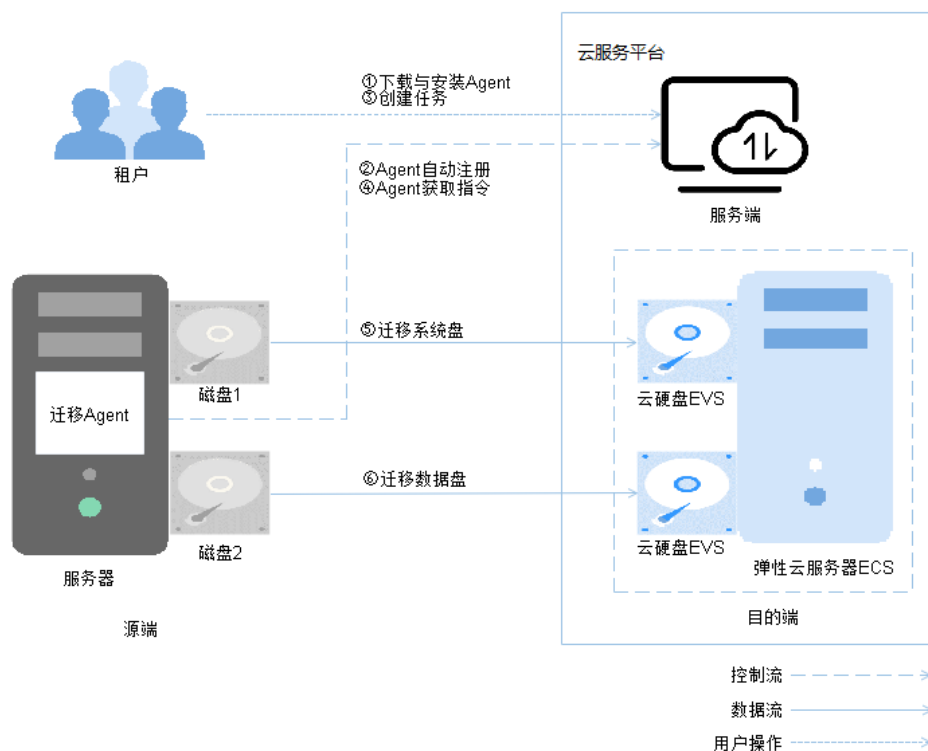 云服务平台
①下载与安装Agent
③创建任务
租户
②Agent自动注册
④Agent获取指令
服务端
⑤迁移系统盘
磁盘1
云硬盘EVS
迁移Agent
⑥迁移数据盘
磁盘2
云硬盘EVS
服务器
弹性云服务器ECS
源端
目的端
控制流
数据流
用户操作